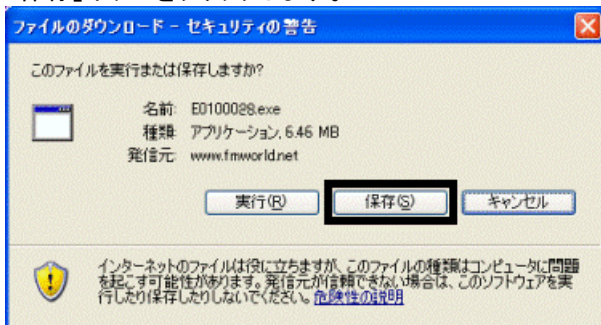 ファイルのダウンロード - セキュリティの警告
このファイルを実行または保存しますか?
名前: E0100028.exe
種類: アプリケーション, 6.46 MB
発信元: www.fmworld.net
実行(R) 保存(S) キャンセル
インターネットのファイルは役に立ちますが、このファイルの種類はコンピュータに問題
を起こす可能性があります。発信元が信頼できない場合は、このソフトウェアを実
行したり保存したりしないでください。危険性の説明